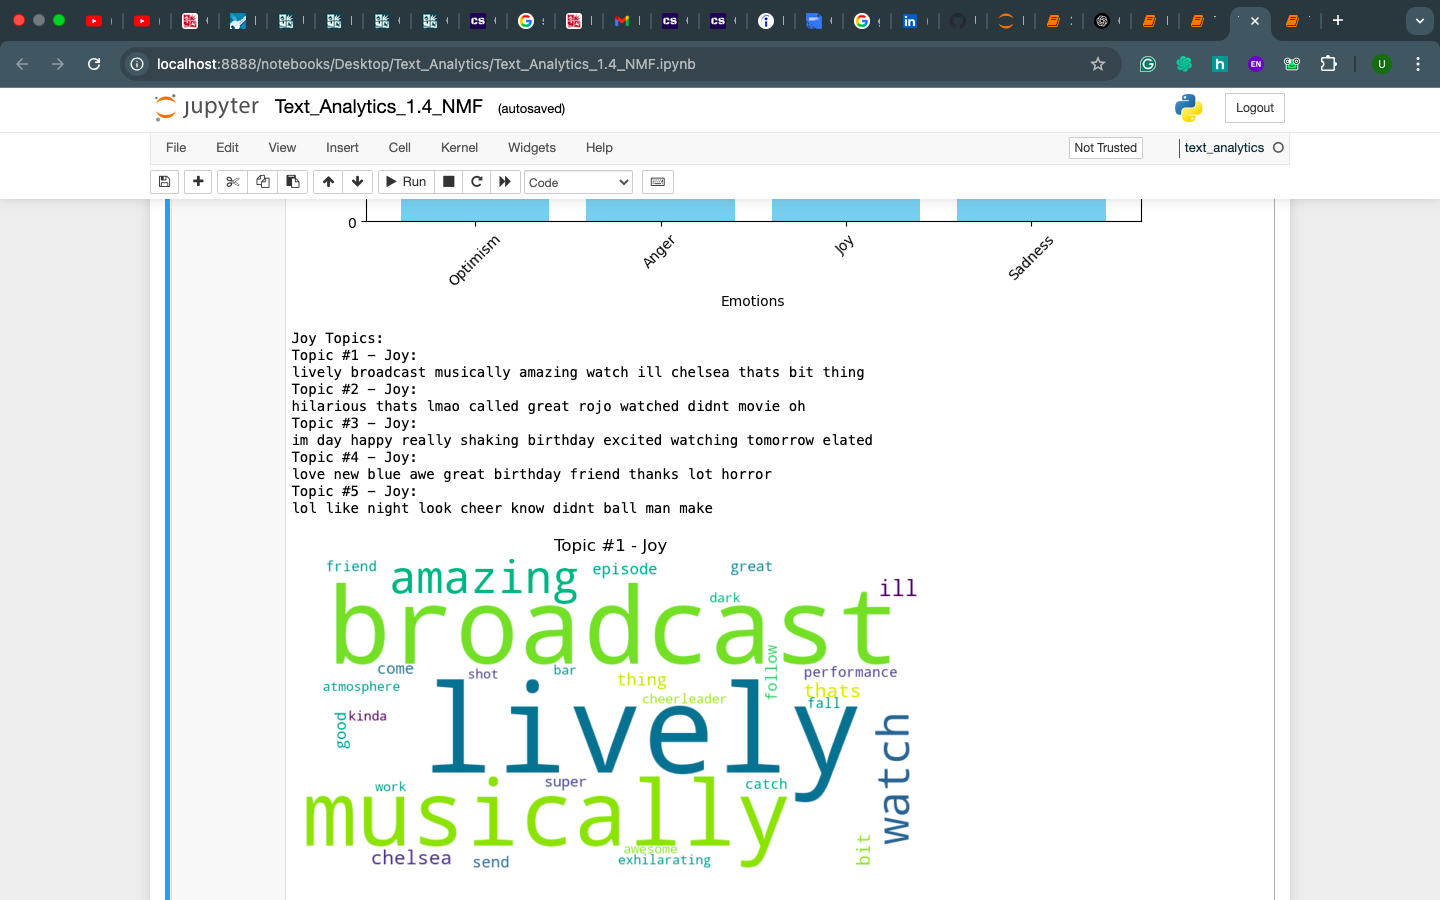 localhost:8888/notebooks/Desktop/Text_Analytics/Text_Analytics_1.4_NMF.ipynb
EN
U
jupyter Text_Analytics_1.4_NMF (autosaved)
Logout
File Edit View Insert Cell Kernel Widgets Help
Not Trusted
text_analytics
Run
Code
0
Optimism Anger Joy Sadness
Emotions
Joy Topics:
Topic #1 - Joy:
lively broadcast musically amazing watch ill chelsea thats bit thing
Topic #2 - Joy:
hilarious thats lmao called great rojo watched didnt movie oh
Topic #3 - Joy:
im day happy really shaking birthday excited watching tomorrow elated
Topic #4 - Joy:
love new blue awe great birthday friend thanks lot horror
Topic #5 - Joy:
lol like night look cheer know didnt ball man make
Topic #1 - Joy
friend
amazing
episode
great
ill
dark
broadcast
come
shot
bar
follow
performance
atmosphere
thing
thats
cheerleader
fall
good
kinda
lively
watch
work
super
catch
musically
chelsea
send
awesome
exhilarating
bit